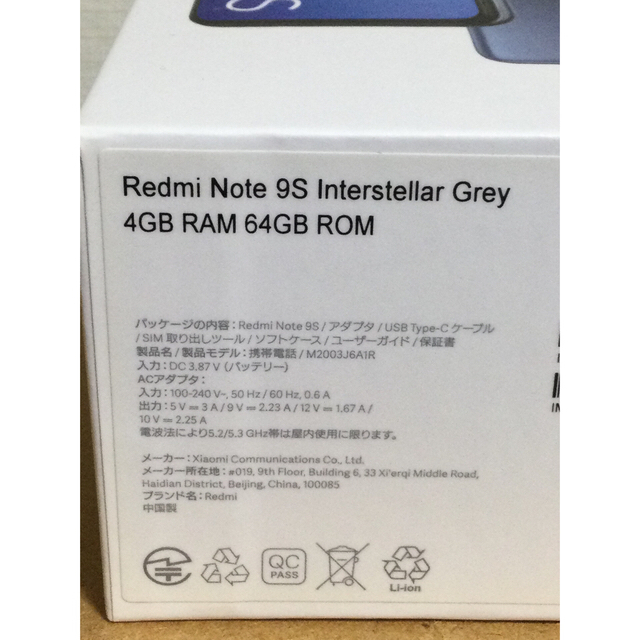 S
Redmi Note 9S Interstellar Grey
4GB RAM 64GB ROM
パッケージの内容：Redmi Note 9S / アダプタ / USB Type-C ケーブル
/ SIM 取り出しツール / ソフトケース / ユーザーガイド / 保証書
製品名 / 製品モデル：携帯電話 / M2003J6A1R
入力：DC 3.87 V (バッテリー)
ACアダプタ：
入力：100-240 V~, 50 Hz / 60 Hz, 0.6 A
出力：5 V ⎓ 3 A / 9 V ⎓ 2.23 A / 12 V ⎓ 1.67 A /
10 V ⎓ 2.25 A
電波法により5.2/5.3 GHz帯は屋内使用に限ります.
メーカー：Xiaomi Communications Co., Ltd.
メーカー所在地：#019, 9th Floor, Building 6, 33 Xi'erqi Middle Road,
Haidian District, Beijing, China, 100085
ブランド名：Redmi
中国製
QC
PASS
Li-ion